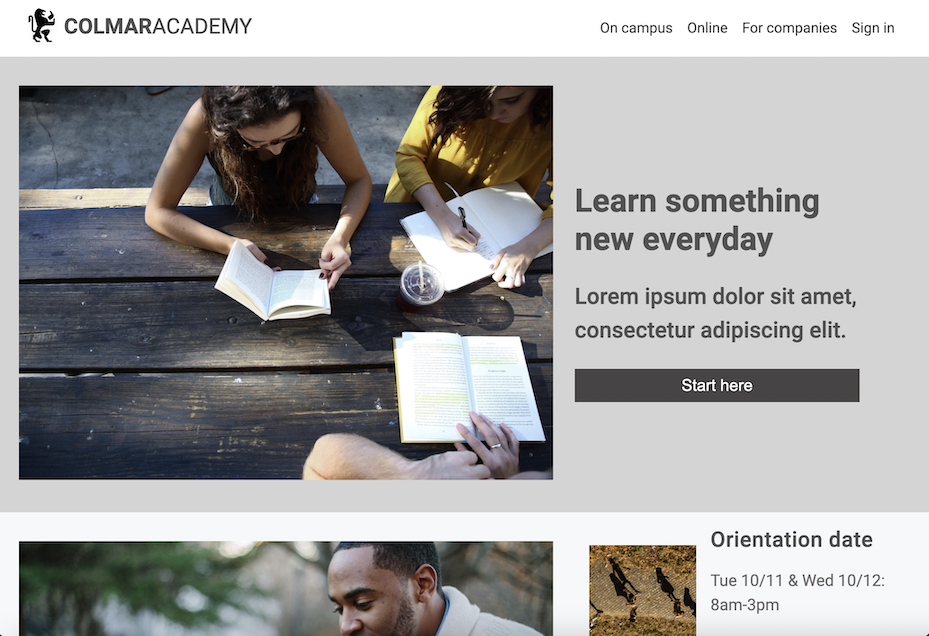 COLMARACADEMY
On campus Online For companies Sign in
Learn something
new everyday
Lorem ipsum dolor sit amet,
consectetur adipiscing elit.
Start here
Orientation date
Tue 10/11 & Wed 10/12:
8am-3pm